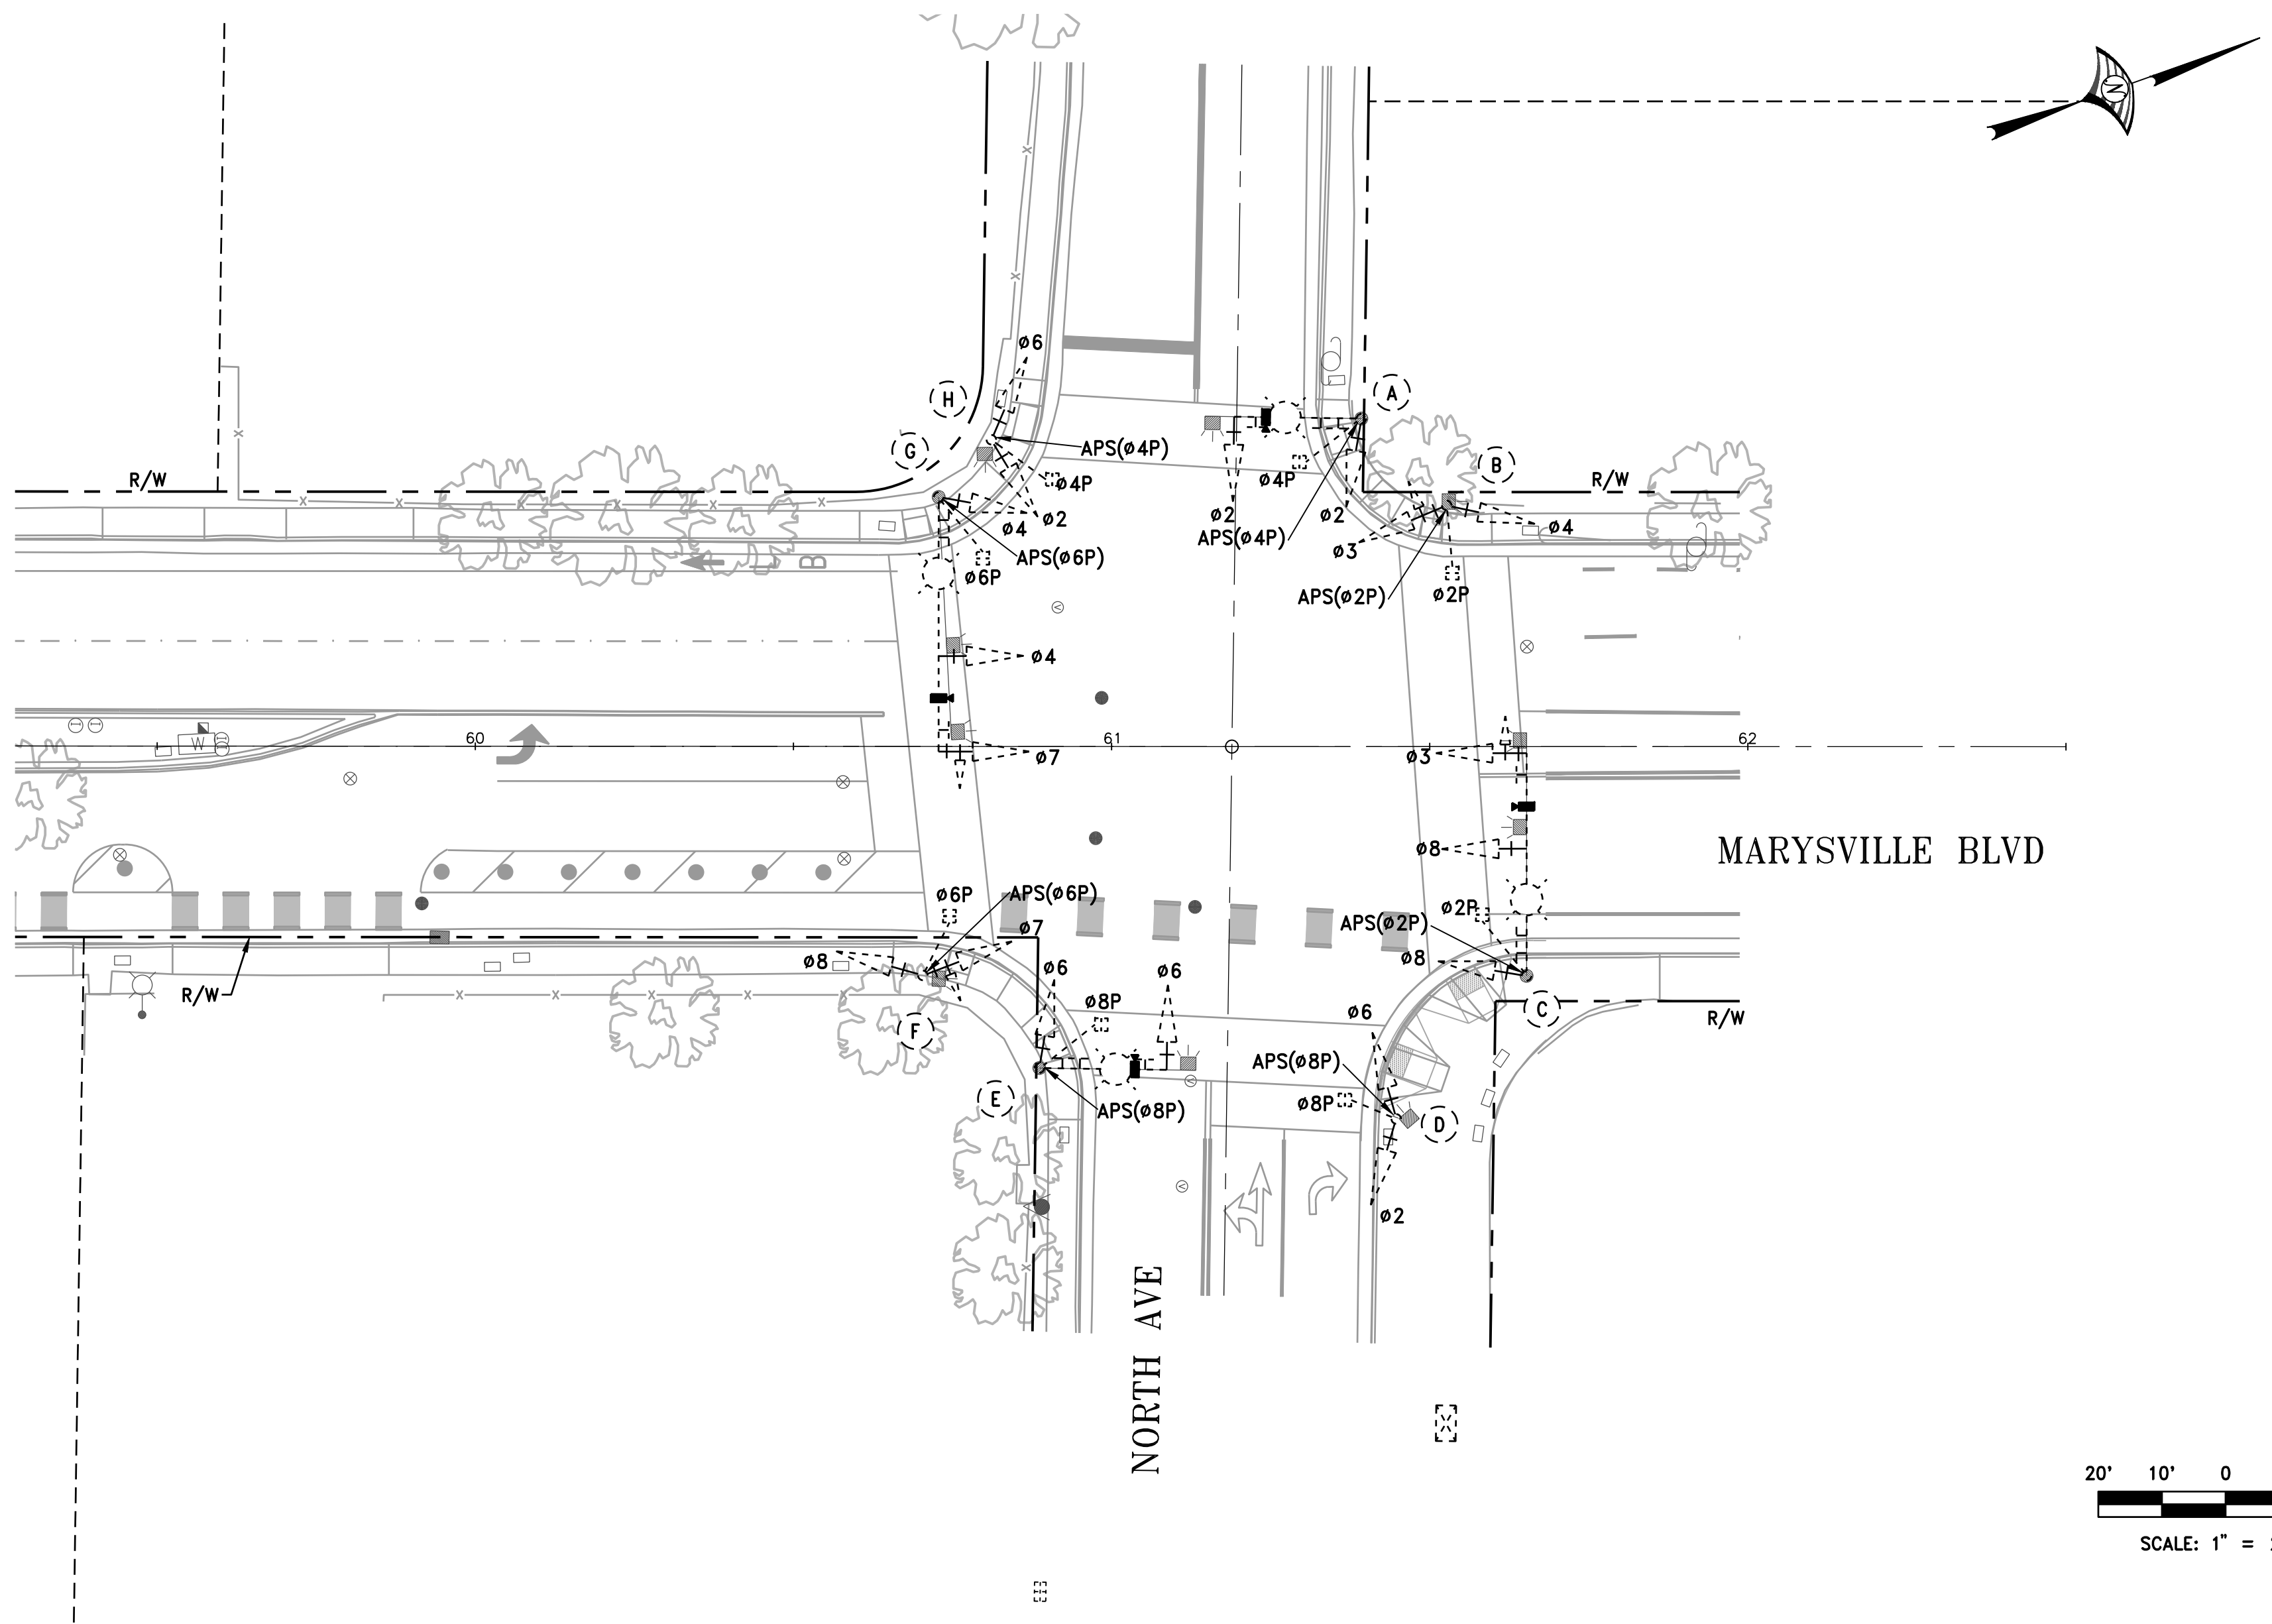 N
ø6
H
A
G
APS(ø4P)
B
R/W
ø4P
ø4P
R/W
ø2
ø4
ø2
ø2
ø4
APS(ø4P)
ø3
APS(ø6P)
B
ø6P
APS(ø2P)
ø2P
V
ø4
60
61
62
W
ø7
ø3
ø8
MARYSVILLE BLVD
ø6P
APS(ø6P)
ø2P
APS(ø2P)
ø7
ø8
ø8
ø6
ø6
R/W
ø8P
ø6
C
R/W
F
APS(ø8P)
V
E
ø8P
APS(ø8P)
D
V
ø2
NORTH AVE
20' 10' 0
SCALE: 1" =